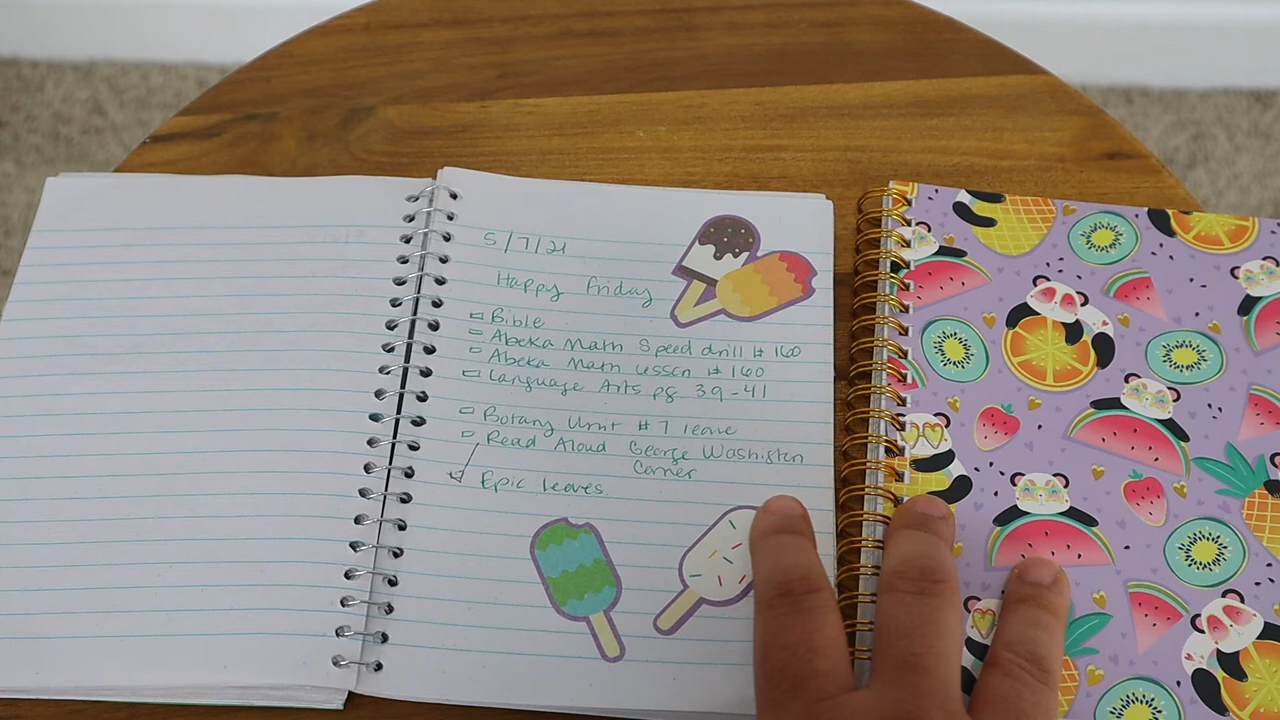 5/7/21
Happy Friday
Bible
Abeka Math Speed drill # 160
Abeka Math Lesson # 160
Language Arts pg 39-41
Botany Unit #7 leave
Read Aloud George Washington
Carver
Epic leaves.